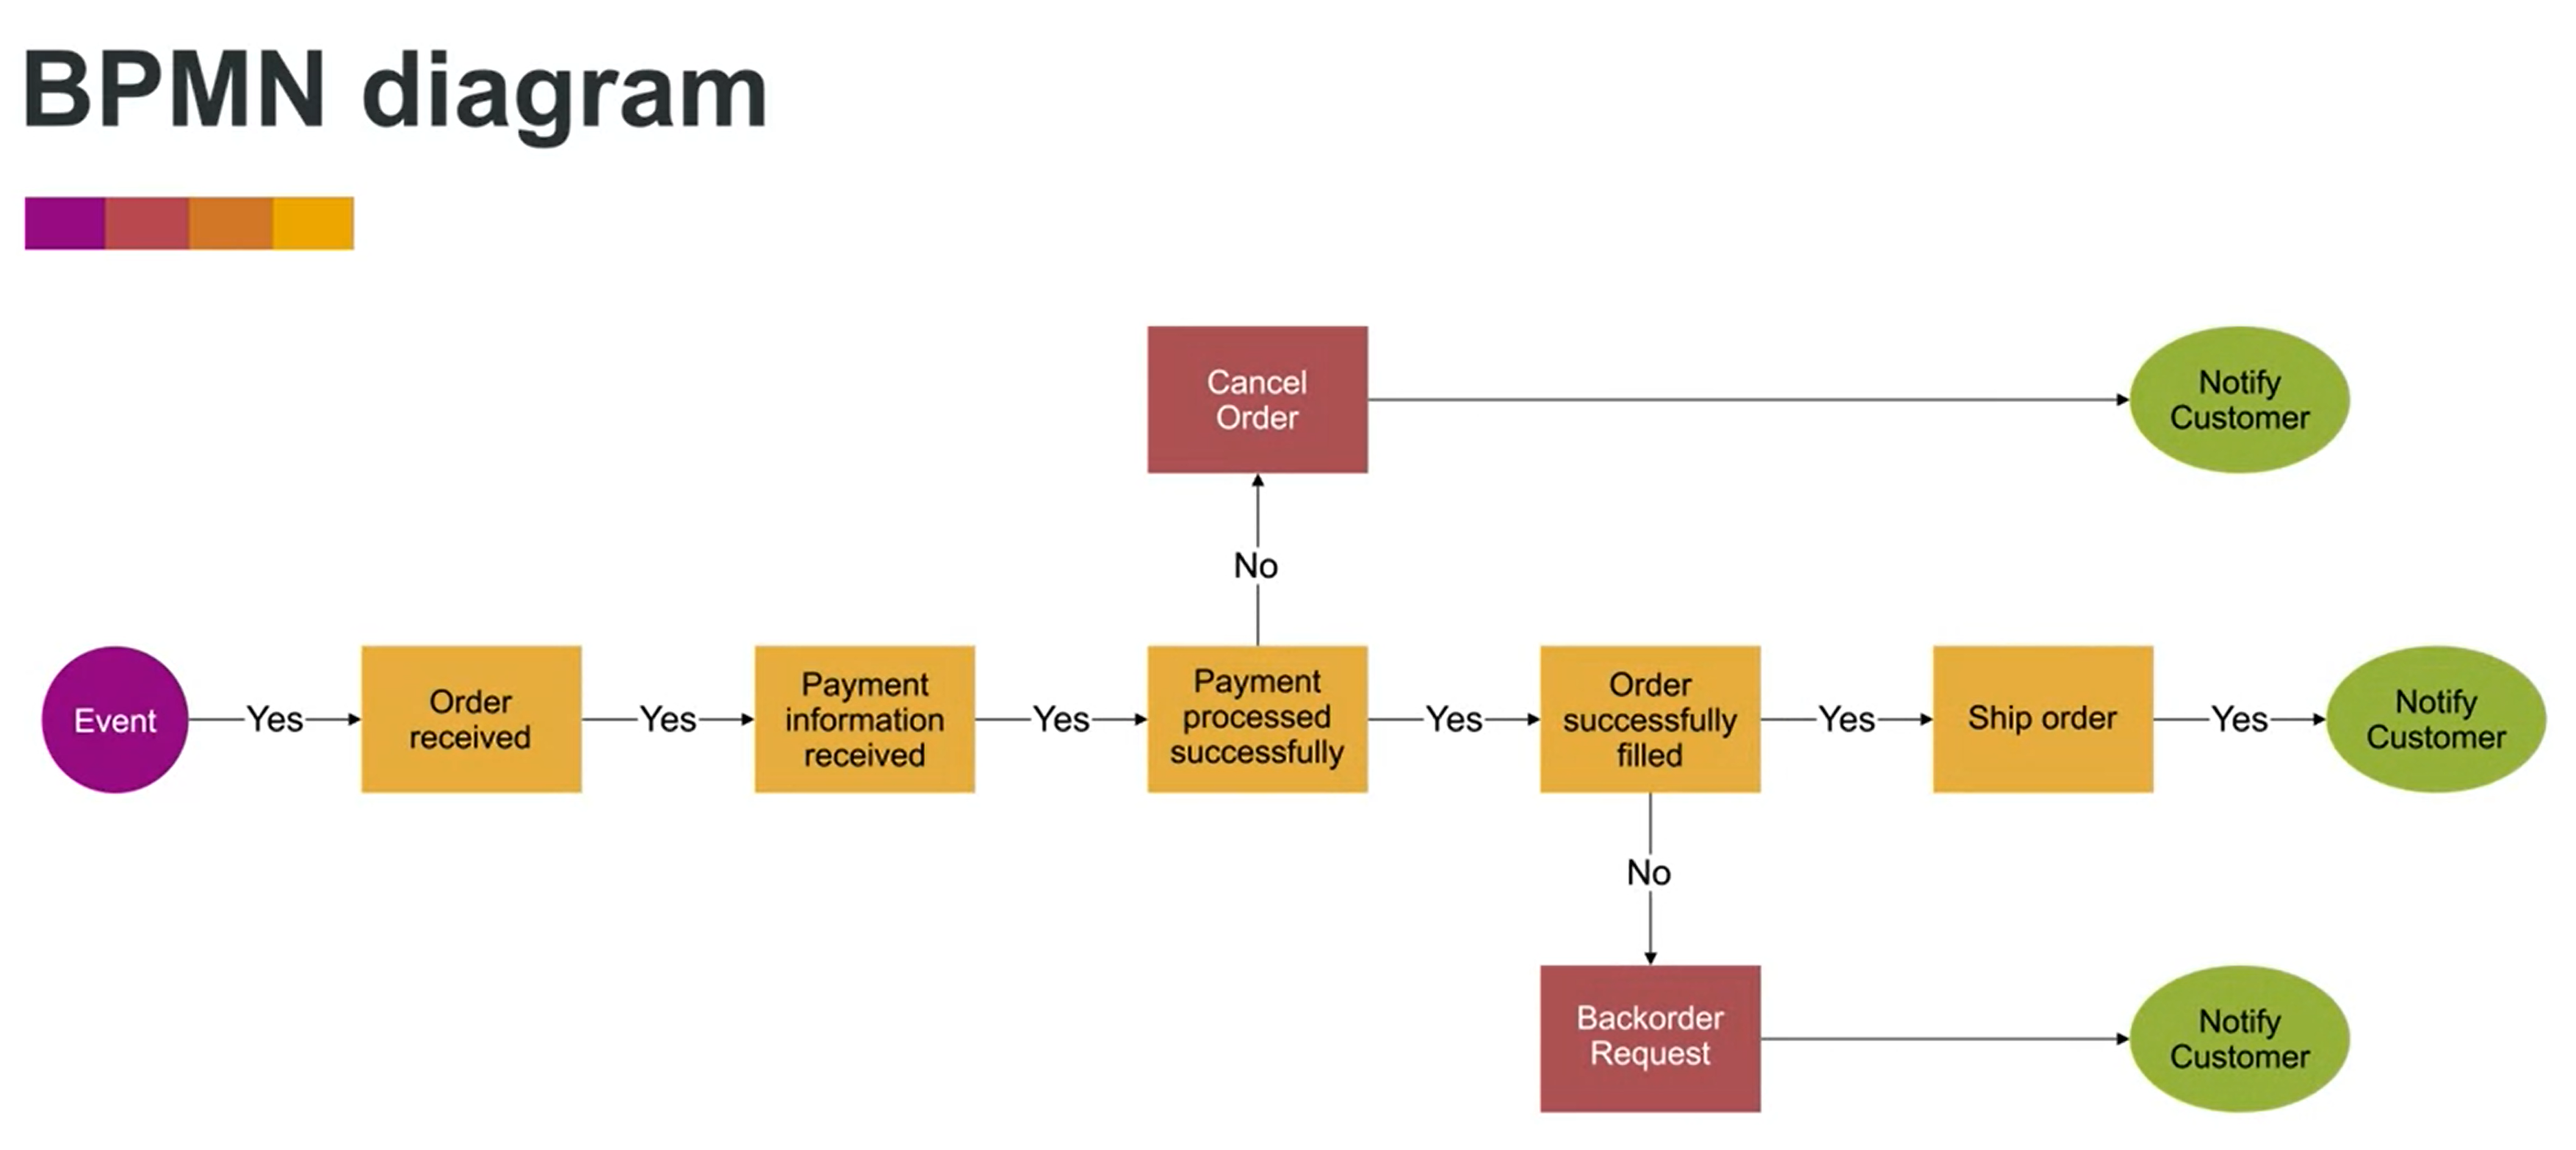 BPMN diagram
Cancel
Order
Notify
Customer
No
Event
Yes
Order
received
Yes
Payment
information
received
Yes
Payment
processed
successfully
Yes
Order
successfully
filled
Yes
Ship order
Yes
Notify
Customer
No
Backorder
Request
Notify
Customer